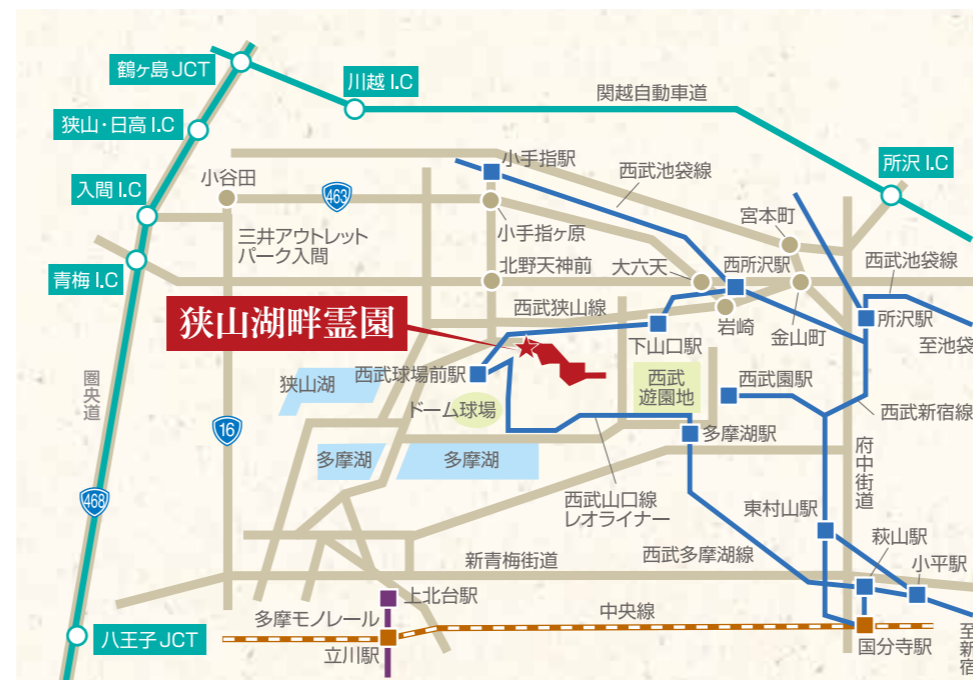 鶴ヶ島JCT
川越 I.C
関越自動車道
狭山・日高 I.C
所沢 I.C
小手指駅
西武池袋線
入間 I.C
小谷田
463
宮本町
三井アウトレット
パーク入間
小手指ヶ原
北野天神前
大六天
西所沢駅
西武池袋線
青梅 I.C
狭山湖畔霊園
西武狭山線
岩崎
金山町
所沢駅
下山口駅
至池袋
圏央道
狭山湖
西武球場前駅
西武
遊園地
西武園駅
ドーム球場
西武新宿線
16
多摩湖駅
多摩湖
多摩湖
府中街道
468
西武山口線
レオライナー
東村山駅
萩山駅
新青梅街道
西武多摩湖線
小平駅
上北台駅
多摩モノレール
中央線
八王子JCT
立川駅
国分寺駅
至新宿